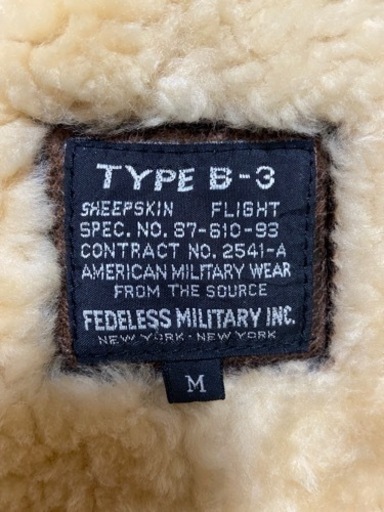 TYPE B-3
SHEEPSKIN FLIGHT
SPEC. NO. 87-610-93
CONTRACT NO. 2541-A
AMERICAN MILITARY WEAR
FROM THE SOURCE
FEDELESS MILITARY INC.
NEW YORK · NEW YORK
M